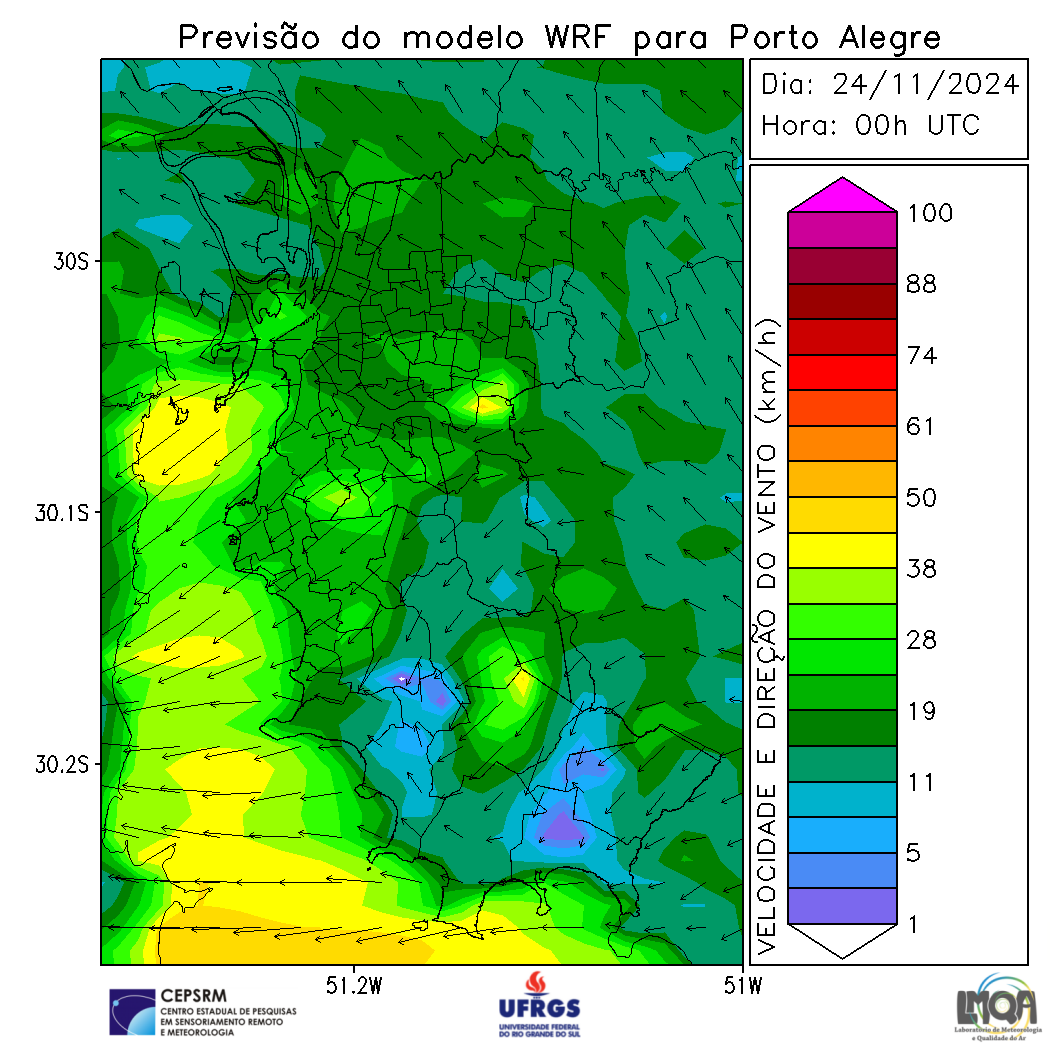 Previsão do modelo WRF para Porto Alegre
Dia: 24/11/2024
Hora: 00h UTC
30S
30.1S
30.2S
51.2W
51W
VELOCIDADE E DIREÇÃO DO VENTO (km/h)
100
88
74
61
50
38
28
19
11
5
1
CEPSRM
CENTRO ESTADUAL DE PESQUISAS
EM SENSORIAMENTO REMOTO
E METEOROLOGIA
UFRGS
UNIVERSIDADE FEDERAL
DO RIO GRANDE DO SUL
LMQA
Laboratório de Meteorologia
e Qualidade do Ar